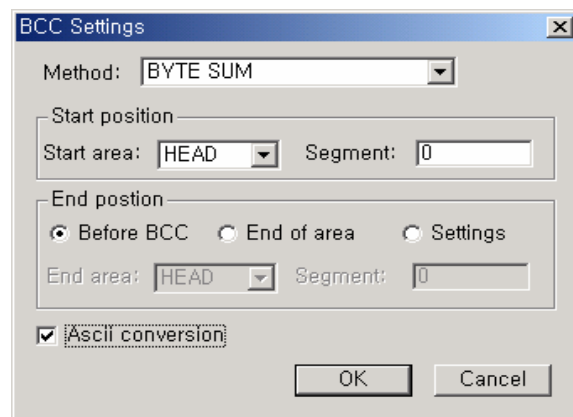 BCC Settings
Method: BYTE SUM
Start position
Start area: HEAD Segment: 0
End postion
Before BCC End of area Settings
End area: HEAD Segment: 0
Ascii conversion
OK Cancel